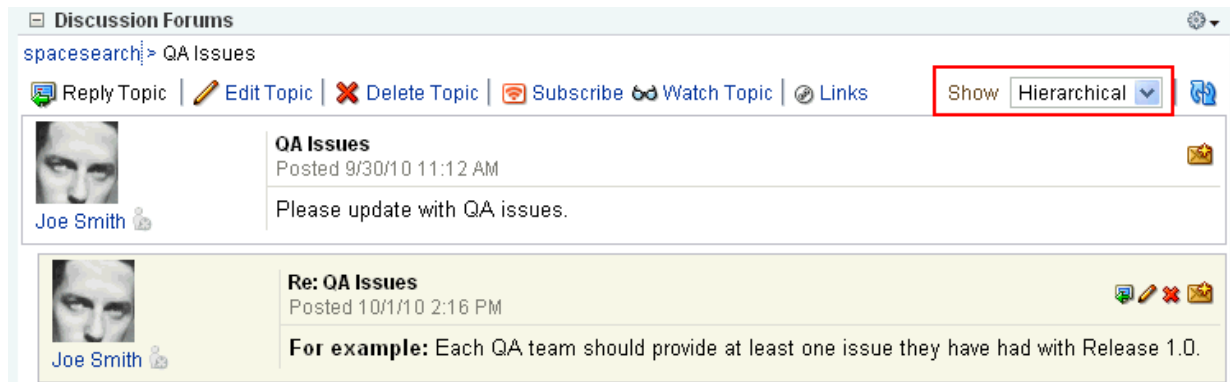 Discussion Forums
spacesearch > QA Issues
Reply Topic | Edit Topic | Delete Topic | Subscribe Watch Topic | Links Show Hierarchical
QA Issues
Posted 9/30/10 11:12 AM
Please update with QA issues.
Joe Smith
Re: QA Issues
Posted 10/1/10 2:16 PM
For example: Each QA team should provide at least one issue they have had with Release 1.0.
Joe Smith